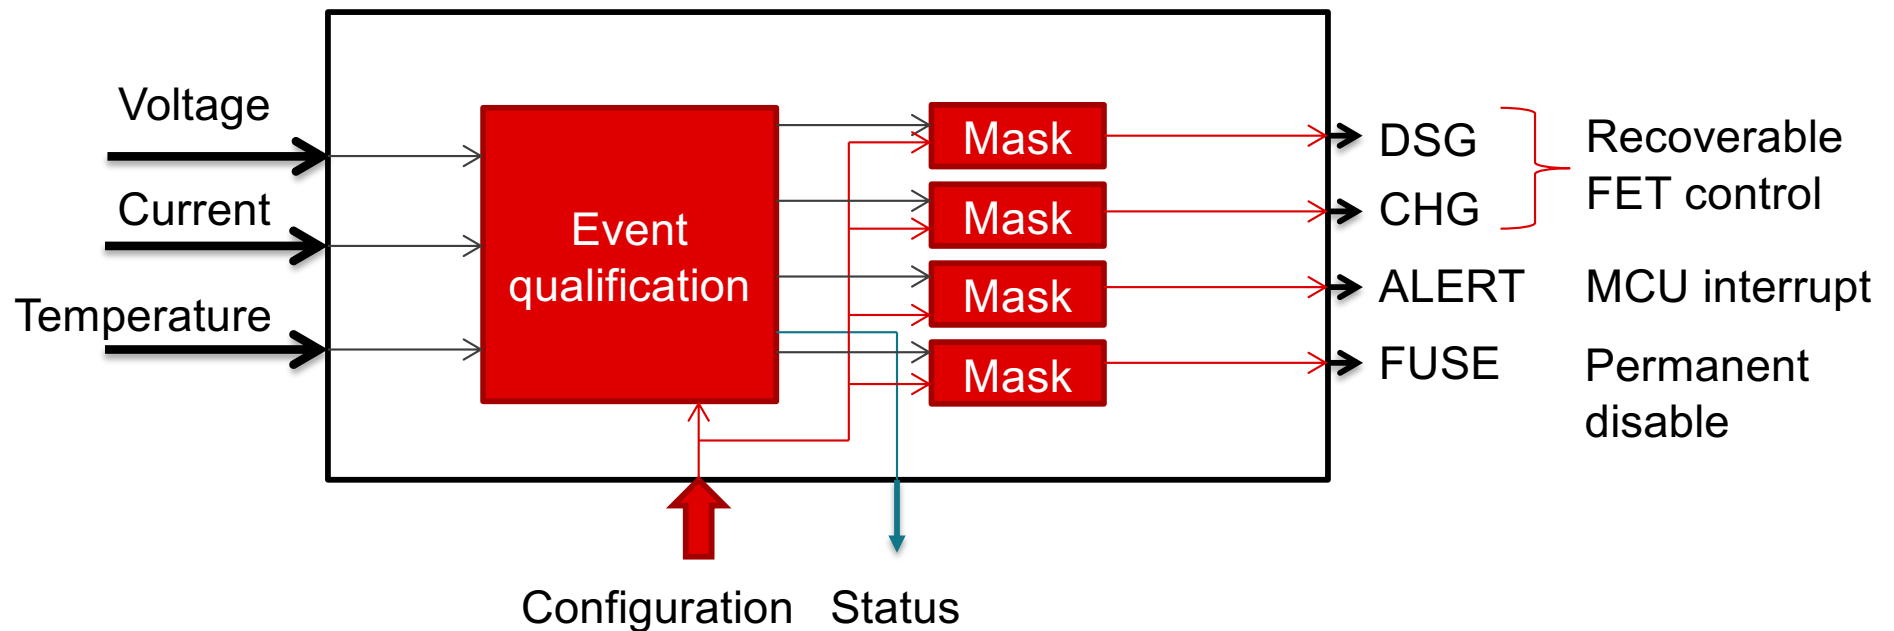 Voltage
Current
Temperature
Event
qualification
Mask
Mask
Mask
Mask
DSG
CHG
ALERT
FUSE
Recoverable
FET control
MCU interrupt
Permanent
disable
Configuration
Status